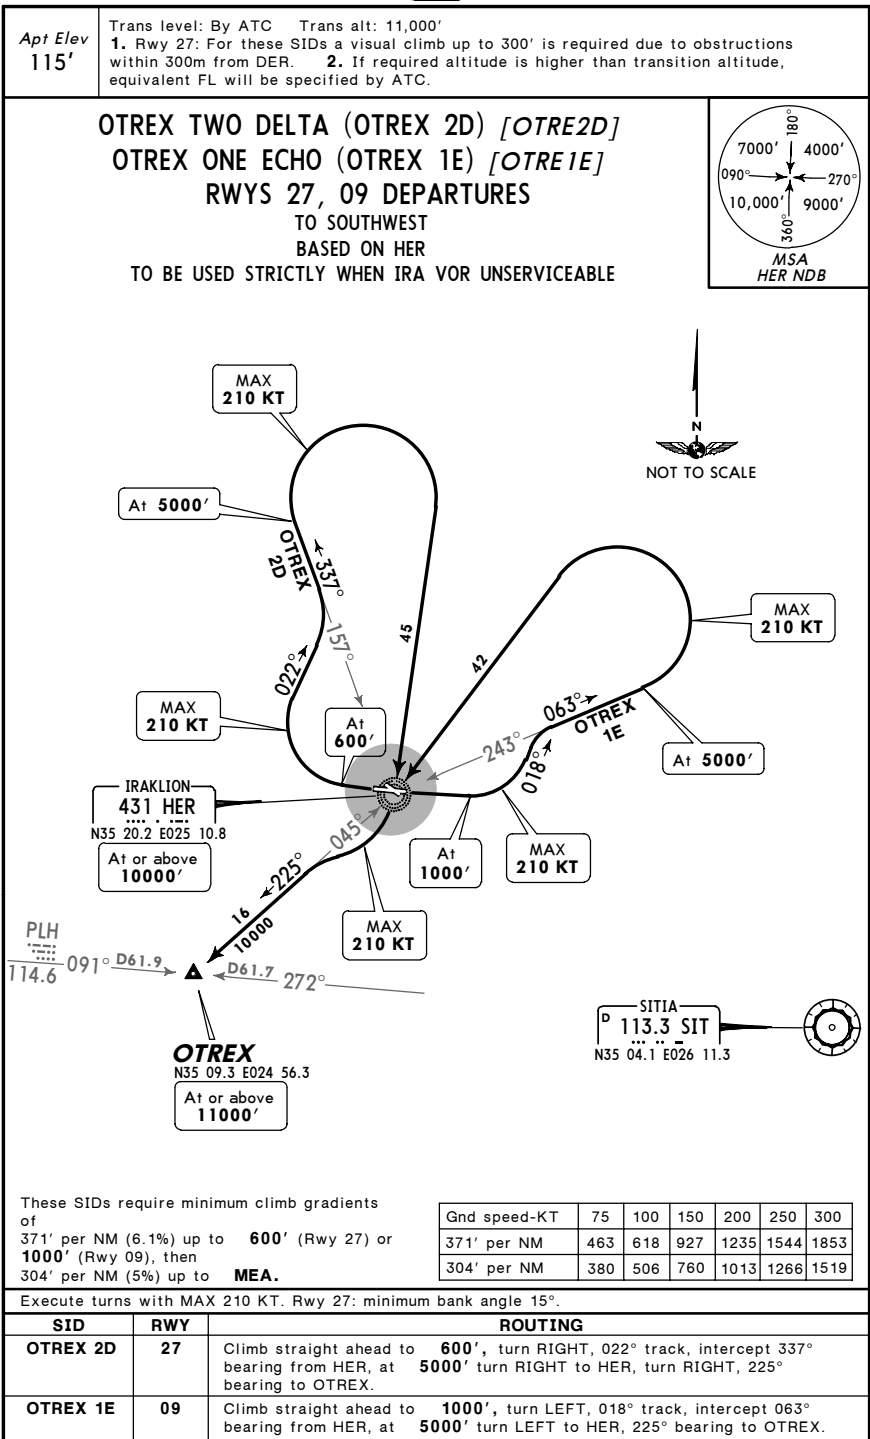 Apt Elev
115'
Trans level: By ATC Trans alt: 11,000'
1. Rwy 27: For these SIDs a visual climb up to 300' is required due to obstructions
within 300m from DER. 2. If required altitude is higher than transition altitude,
equivalent FL will be specified by ATC.
OTREX TWO DELTA (OTREX 2D) [OTRE2D]
OTREX ONE ECHO (OTREX 1E) [OTRE1E]
RWYS 27, 09 DEPARTURES
TO SOUTHWEST
BASED ON HER
TO BE USED STRICTLY WHEN IRA VOR UNSERVICEABLE
180°
7000' 4000'
090° 270°
10,000' 9000'
360°
MSA
HER NDB
N
NOT TO SCALE
MAX
210 KT
At 5000'
OTREX
2D
337°
157°
022°
45
42
MAX
210 KT
At
600'
MAX
210 KT
063°
OTREX
1E
243°
018°
At 5000'
IRAKLION
431 HER
N35 20.2 E025 10.8
At or above
10000'
045°
225°
16
10000
At
1000'
MAX
210 KT
MAX
210 KT
PLH
114.6
091° D61.9
D61.7 272°
OTREX
N35 09.3 E024 56.3
At or above
11000'
SITIA
D 113.3 SIT
N35 04.1 E026 11.3
These SIDs require minimum climb gradients
of
371' per NM (6.1%) up to 600' (Rwy 27) or
1000' (Rwy 09), then
304' per NM (5%) up to MEA.
Gnd speed-KT 75 100 150 200 250 300
371' per NM 463 618 927 1235 1544 1853
304' per NM 380 506 760 1013 1266 1519
Execute turns with MAX 210 KT. Rwy 27: minimum bank angle 15°.
SID RWY ROUTING
OTREX 2D 27 Climb straight ahead to 600', turn RIGHT, 022° track, intercept 337°
bearing from HER, at 5000' turn RIGHT to HER, turn RIGHT, 225°
bearing to OTREX.
OTREX 1E 09 Climb straight ahead to 1000', turn LEFT, 018° track, intercept 063°
bearing from HER, at 5000' turn LEFT to HER, 225° bearing to OTREX.